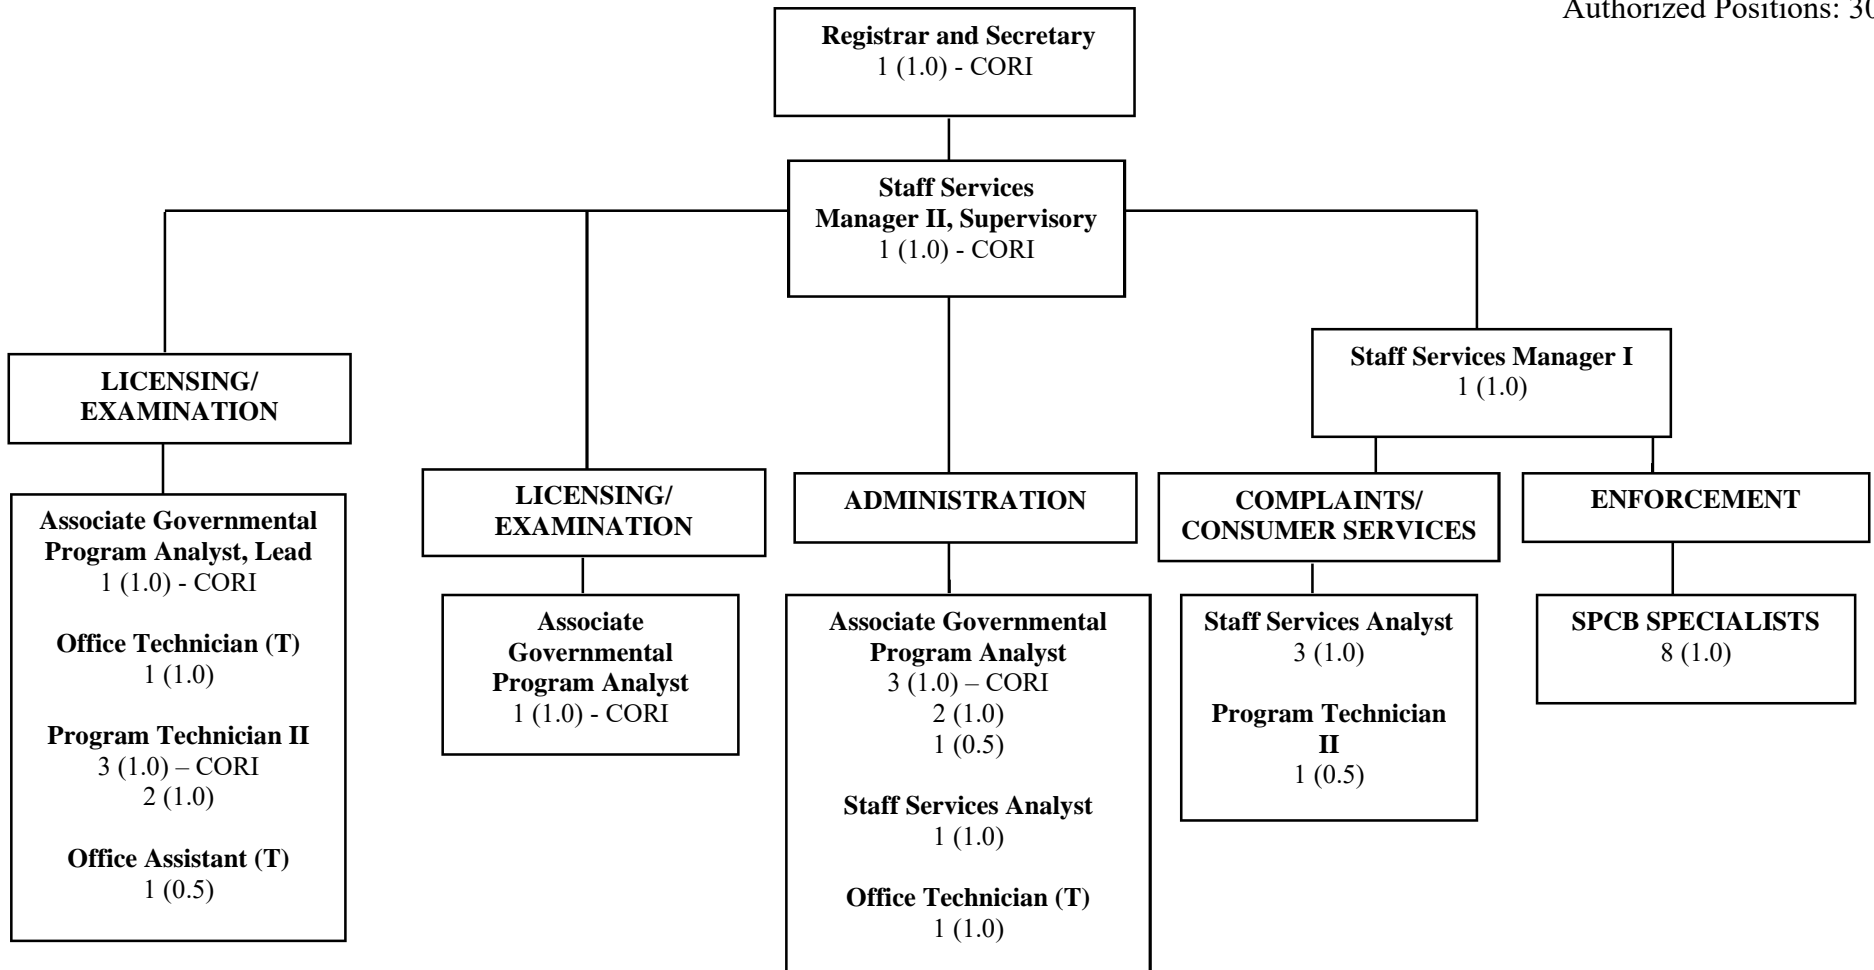 Authorized Positions: 30
Registrar and Secretary
1 (1.0) - CORI
Staff Services
Manager II, Supervisory
1 (1.0) - CORI
Staff Services Manager I
1 (1.0)
LICENSING/
EXAMINATION
Associate Governmental
Program Analyst, Lead
1 (1.0) - CORI
Office Technician (T)
1 (1.0)
Program Technician II
3 (1.0) – CORI
2 (1.0)
Office Assistant (T)
1 (0.5)
LICENSING/
EXAMINATION
Associate
Governmental
Program Analyst
1 (1.0) - CORI
ADMINISTRATION
Associate Governmental
Program Analyst
3 (1.0) – CORI
2 (1.0)
1 (0.5)
Staff Services Analyst
1 (1.0)
Office Technician (T)
1 (1.0)
COMPLAINTS/
CONSUMER SERVICES
Staff Services Analyst
3 (1.0)
Program Technician
II
1 (0.5)
ENFORCEMENT
SPCB SPECIALISTS
8 (1.0)